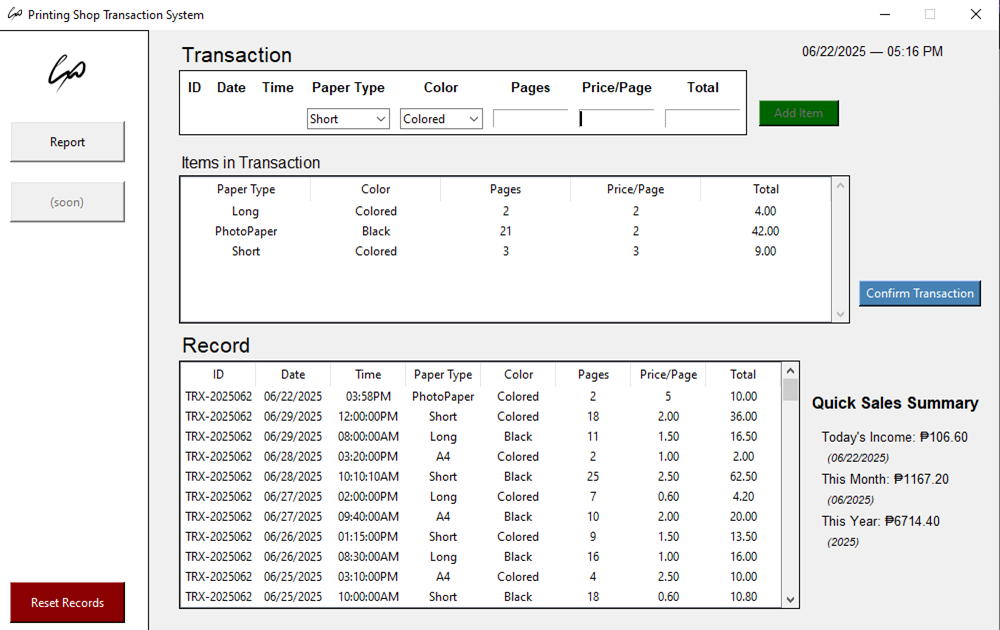 Printing Shop Transaction System
06/22/2025 — 05:16 PM
Transaction
ID Date Time Paper Type Color Pages Price/Page Total
Short Colored
Add Item
Report
(soon)
Items in Transaction
Paper Type Color Pages Price/Page Total
Long Colored 2 2 4.00
PhotoPaper Black 21 2 42.00
Short Colored 3 3 9.00
Confirm Transaction
Record
ID Date Time Paper Type Color Pages Price/Page Total
TRX-2025062 06/22/2025 03:58PM PhotoPaper Colored 2 5 10.00
TRX-2025062 06/29/2025 12:00:00PM Short Colored 18 2.00 36.00
TRX-2025062 06/29/2025 08:00:00AM Long Black 11 1.50 16.50
TRX-2025062 06/28/2025 03:20:00PM A4 Colored 2 1.00 2.00
TRX-2025062 06/28/2025 10:10:10AM Short Black 25 2.50 62.50
TRX-2025062 06/27/2025 02:00:00PM Long Colored 7 0.60 4.20
TRX-2025062 06/27/2025 09:40:00AM A4 Black 10 2.00 20.00
TRX-2025062 06/26/2025 01:15:00PM Short Colored 9 1.50 13.50
TRX-2025062 06/26/2025 08:30:00AM Long Black 16 1.00 16.00
TRX-2025062 06/25/2025 03:10:00PM A4 Colored 4 2.50 10.00
TRX-2025062 06/25/2025 10:00:00AM Short Black 18 0.60 10.80
Quick Sales Summary
Today's Income: ₱106.60
(06/22/2025)
This Month: ₱1167.20
(06/2025)
This Year: ₱6714.40
(2025)
Reset Records